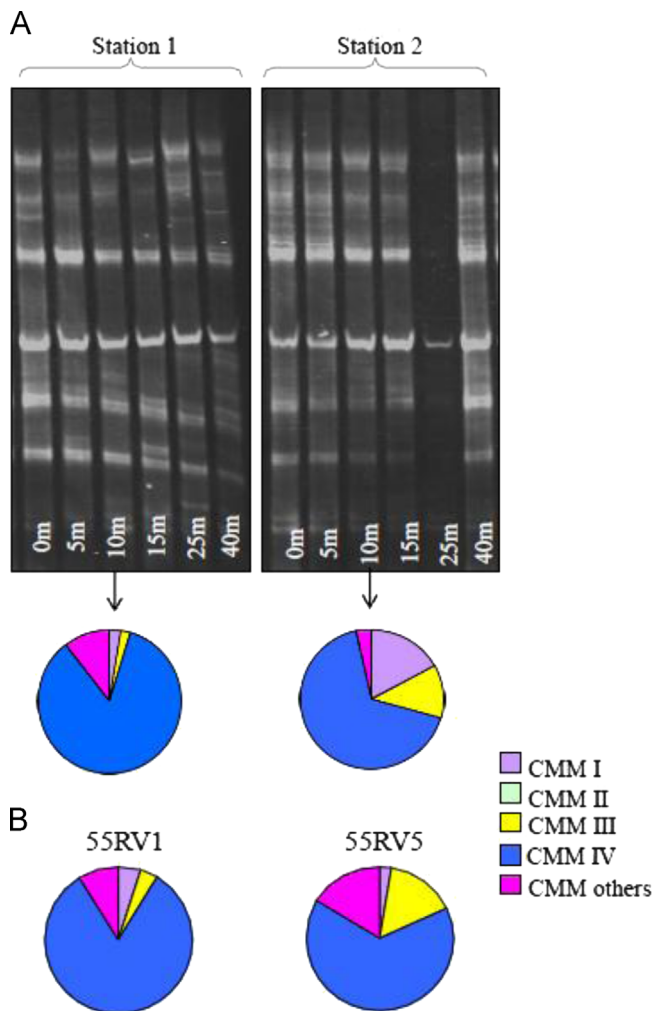 A
Station 1
Station 2
0m 5m 10m 15m 25m 40m
0m 5m 10m 15m 25m 40m
CMM I
CMM II
CMM III
CMM IV
CMM others
B
55RV1
55RV5